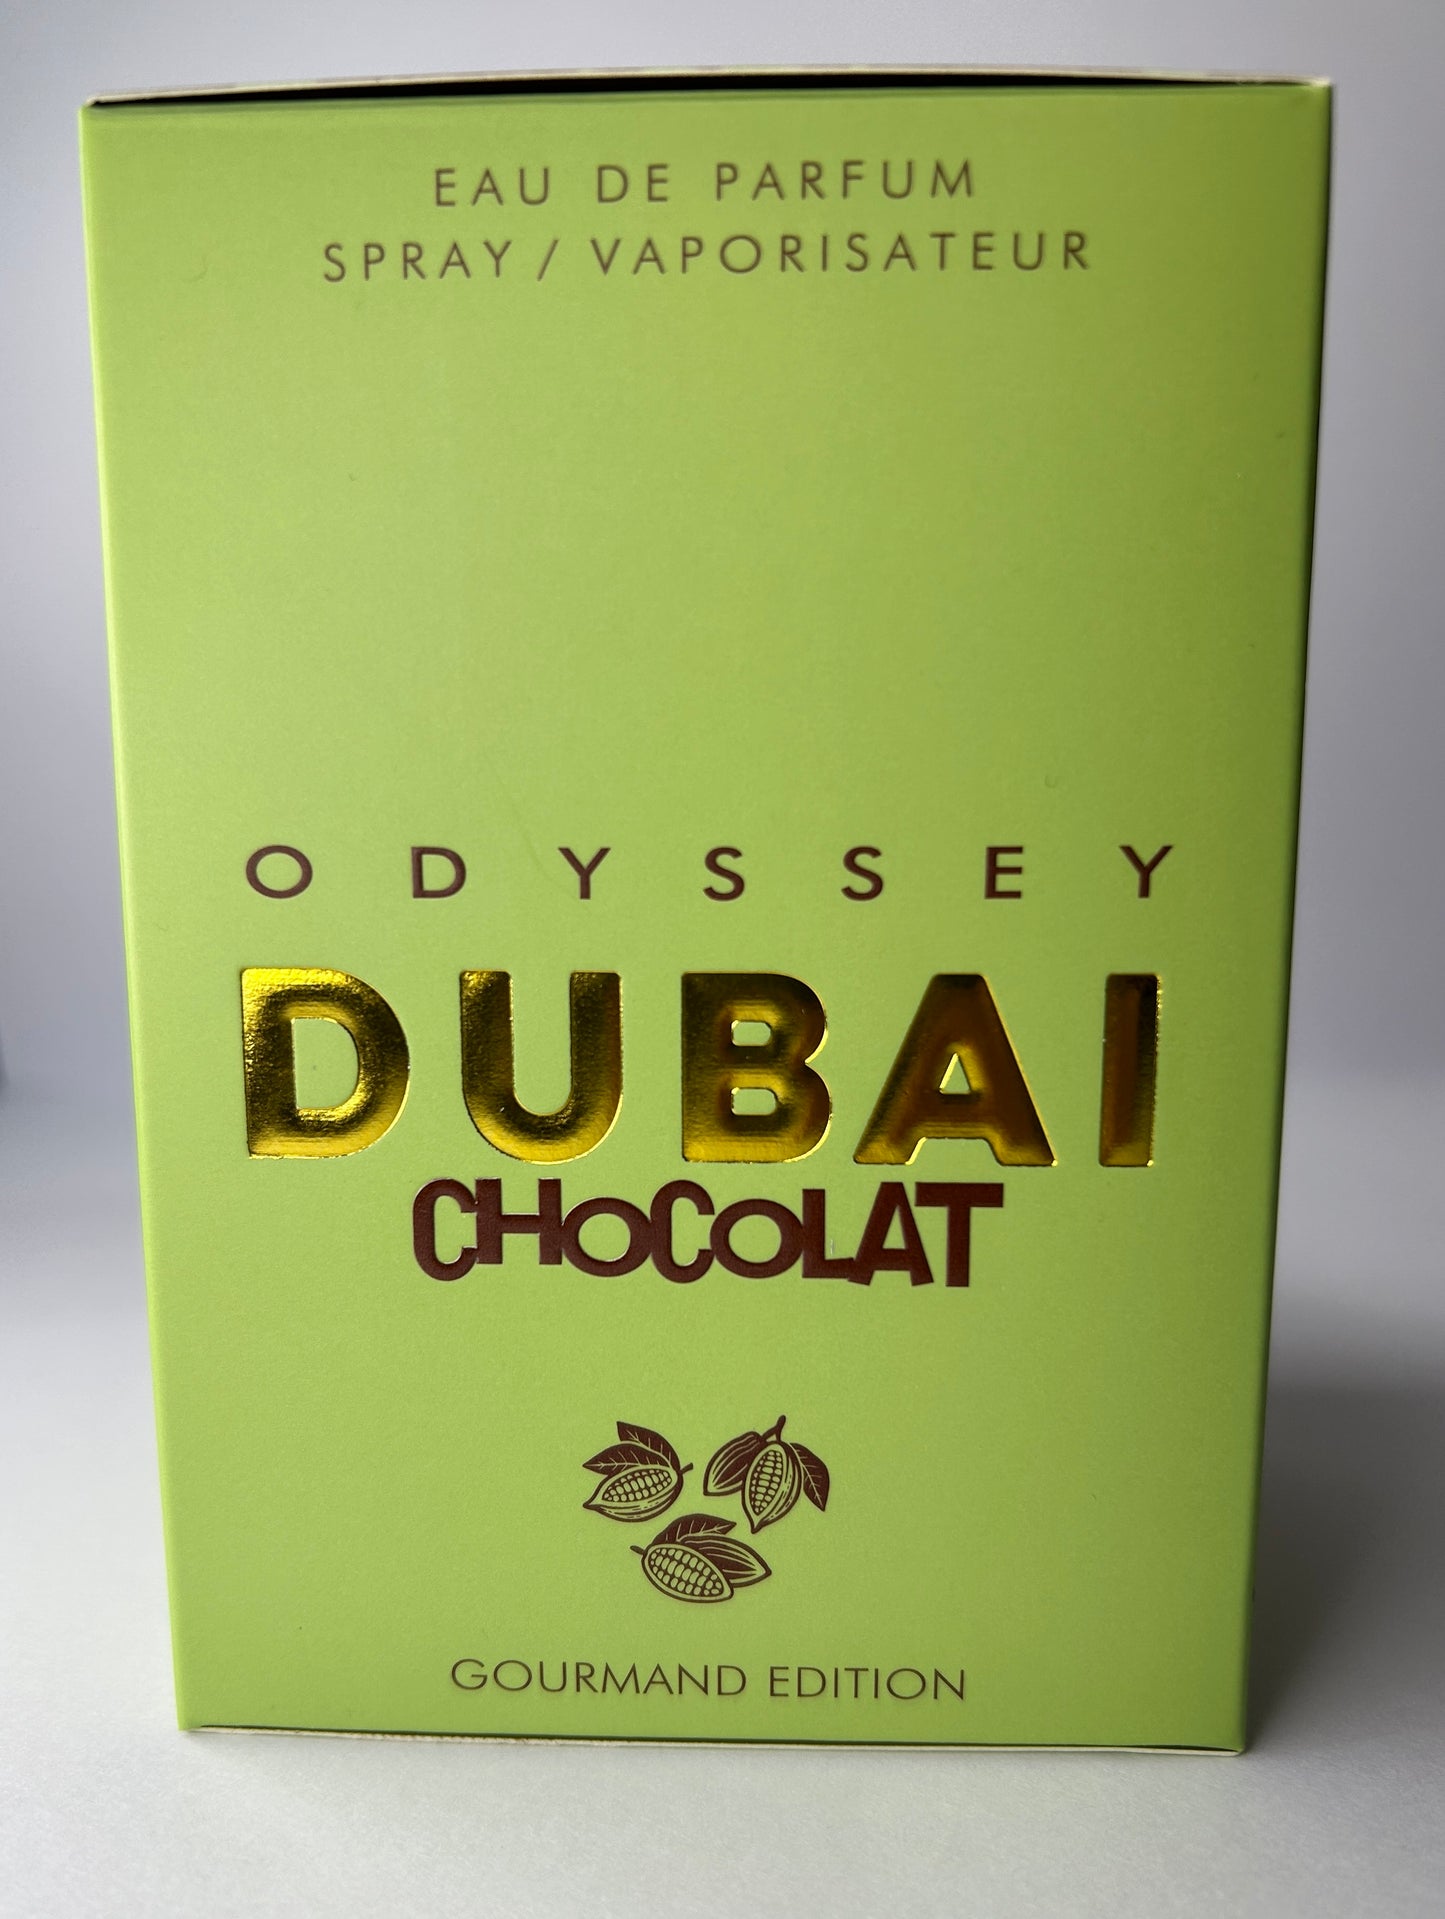 EAU DE PARFUM
SPRAY / VAPORISATEUR
ODYSSEY
DUBAI
CHOCOLAT
GOURMAND EDITION